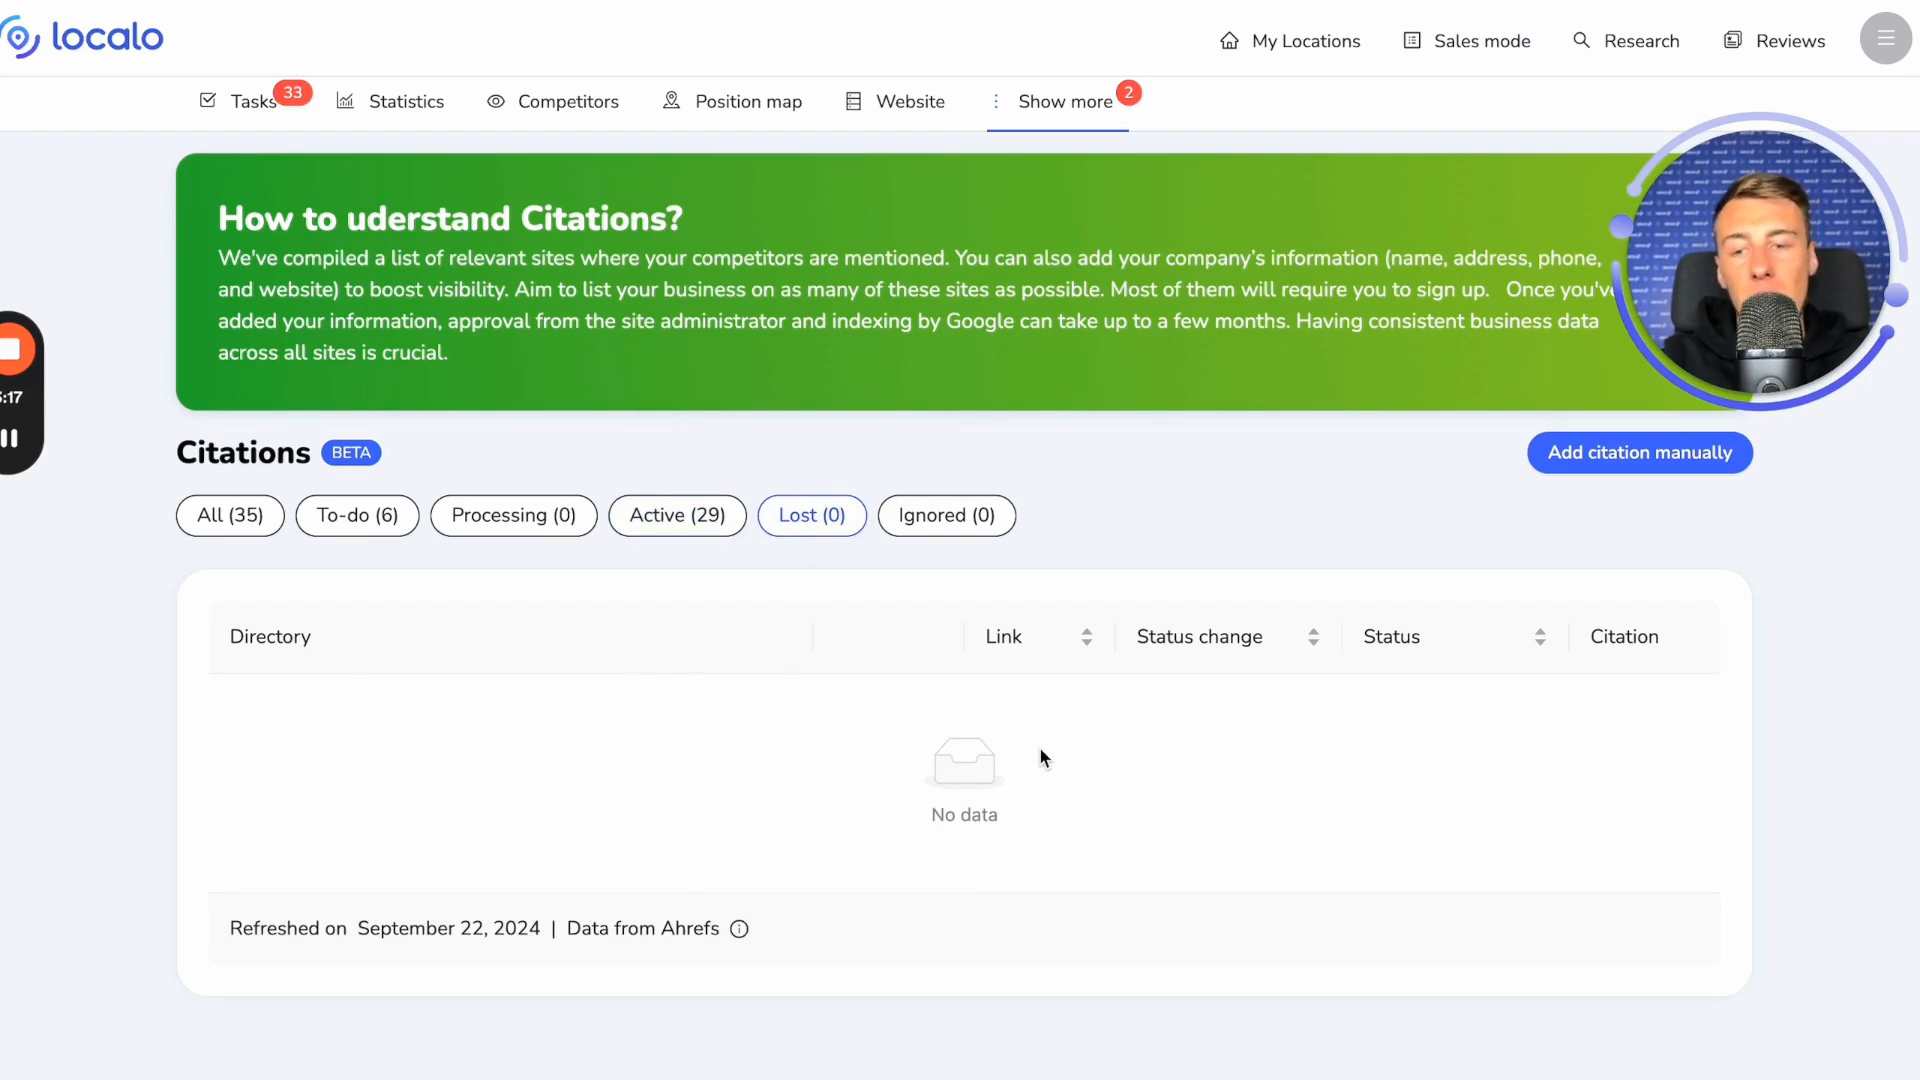 localo
My Locations
Sales mode
Research
Reviews
Tasks
33
Statistics
Competitors
Position map
Website
Show more
2
How to uderstand Citations?
We've compiled a list of relevant sites where your competitors are mentioned. You can also add your company's information (name, address, phone,
and website) to boost visibility. Aim to list your business on as many of these sites as possible. Most of them will require you to sign up. Once you've
added your information, approval from the site administrator and indexing by Google can take up to a few months. Having consistent business data
across all sites is crucial.
:17
Citations
BETA
Add citation manually
All (35)
To-do (6)
Processing (0)
Active (29)
Lost (0)
Ignored (0)
Directory
Link
Status change
Status
Citation
No data
Refreshed on September 22, 2024 | Data from Ahrefs